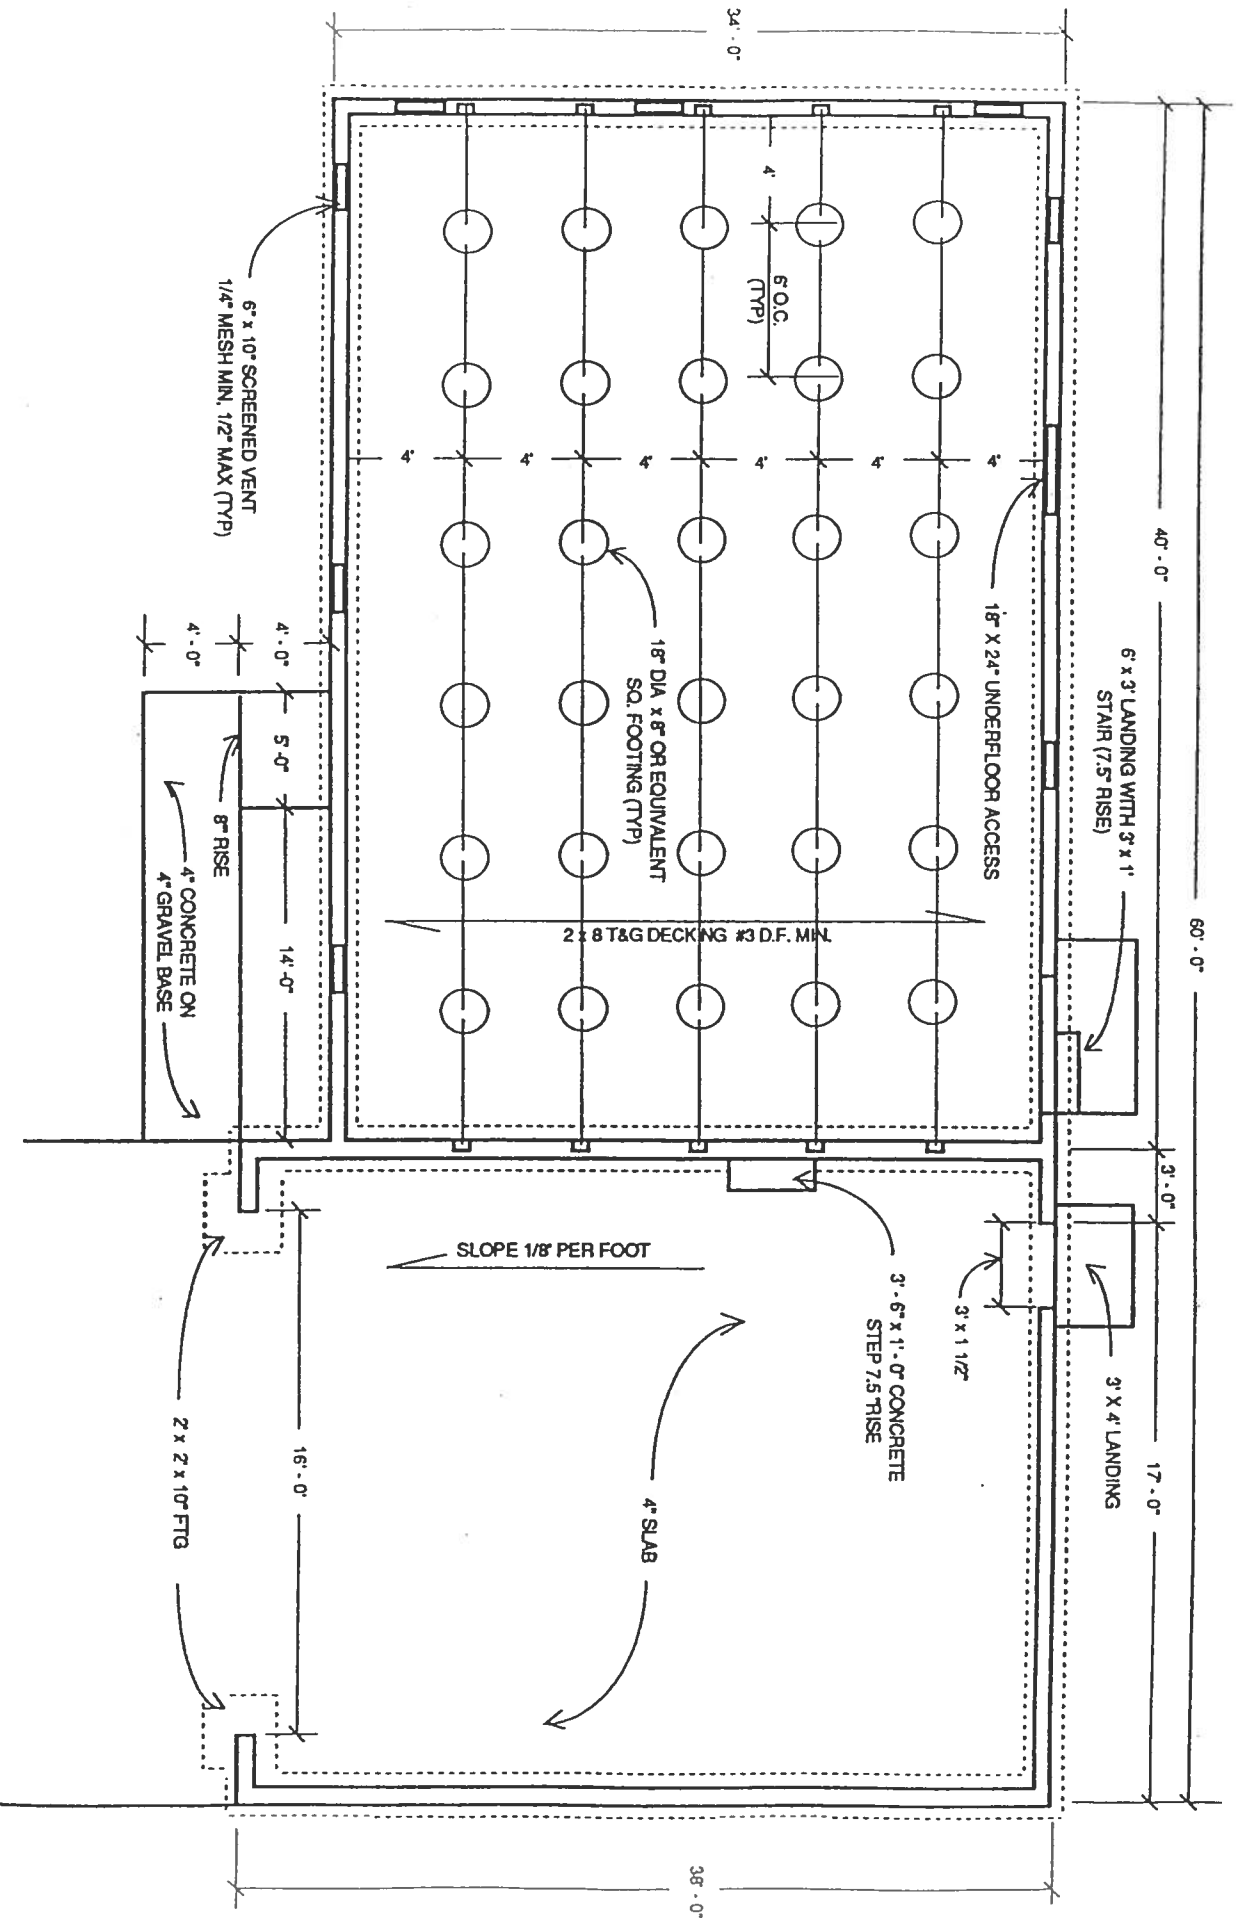 34' - 0"
60' - 0"
40' - 0"
3' - 0"
17' - 0"
6' x 3' LANDING WITH 3' x 1'
STAIR (7.5" RISE)
3' X 4' LANDING
18" X 24" UNDERFLOOR ACCESS
3' x 1 1/2"
3' - 6" x 1' - 0" CONCRETE
STEP 7.5 "RISE
4'
6' O.C.
(TYP)
4'
4'
4'
4'
4'
4'
18" DIA x 8" OR EQUIVALENT
SQ. FOOTING (TYP)
2 x 8 T&G DECKING #3 D.F. MIN.
SLOPE 1/8" PER FOOT
4" SLAB
6" x 10" SCREENED VENT
1/4" MESH MIN, 1/2" MAX (TYP)
4' - 0"
4' - 0"
5'-0"
14' -0"
8" RISE
4" CONCRETE ON
4" GRAVEL BASE
16' - 0'
2' x 2' x 10" FTG
38' - 0"